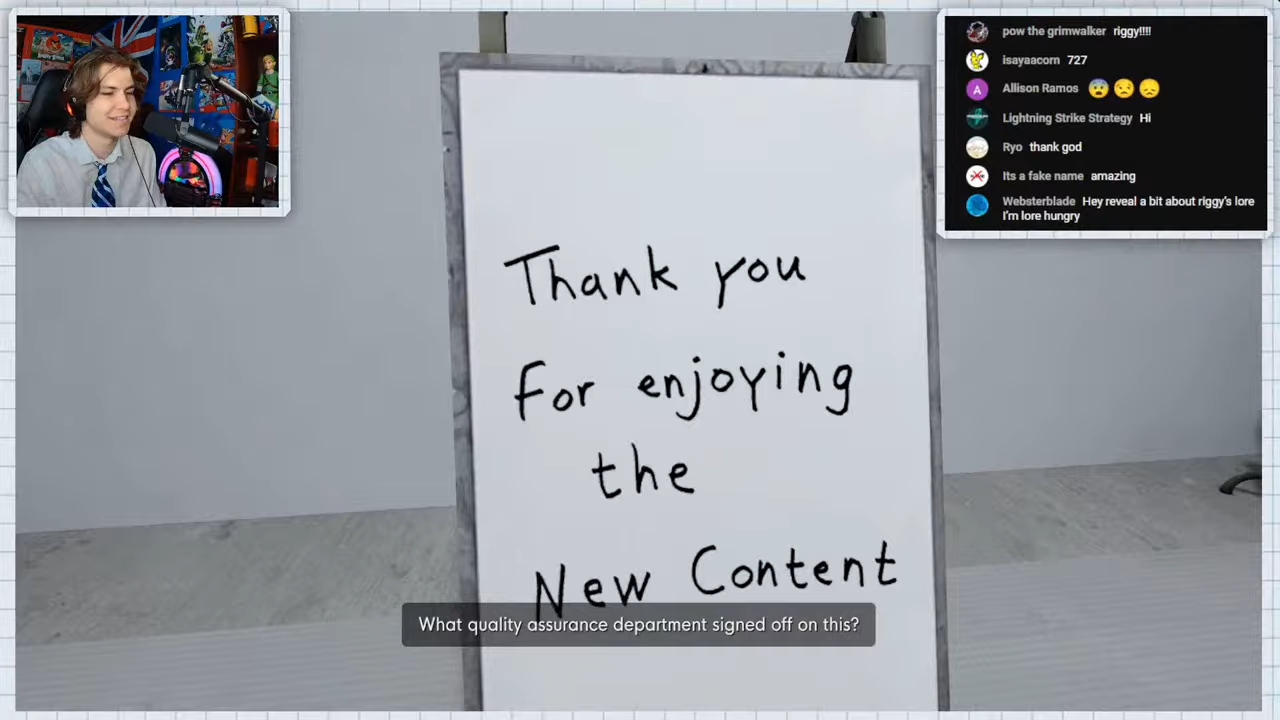 pow the grimwalker riggy!!!!
isayaacorn 727
Allison Ramos 😨 😒 😞
Lightning Strike Strategy Hi
Ryo thank god
Its a fake name amazing
Websterblade Hey reveal a bit about riggy's lore
I'm lore hungry
Thank you
For enjoying
the
New Content
What quality assurance department signed off on this?